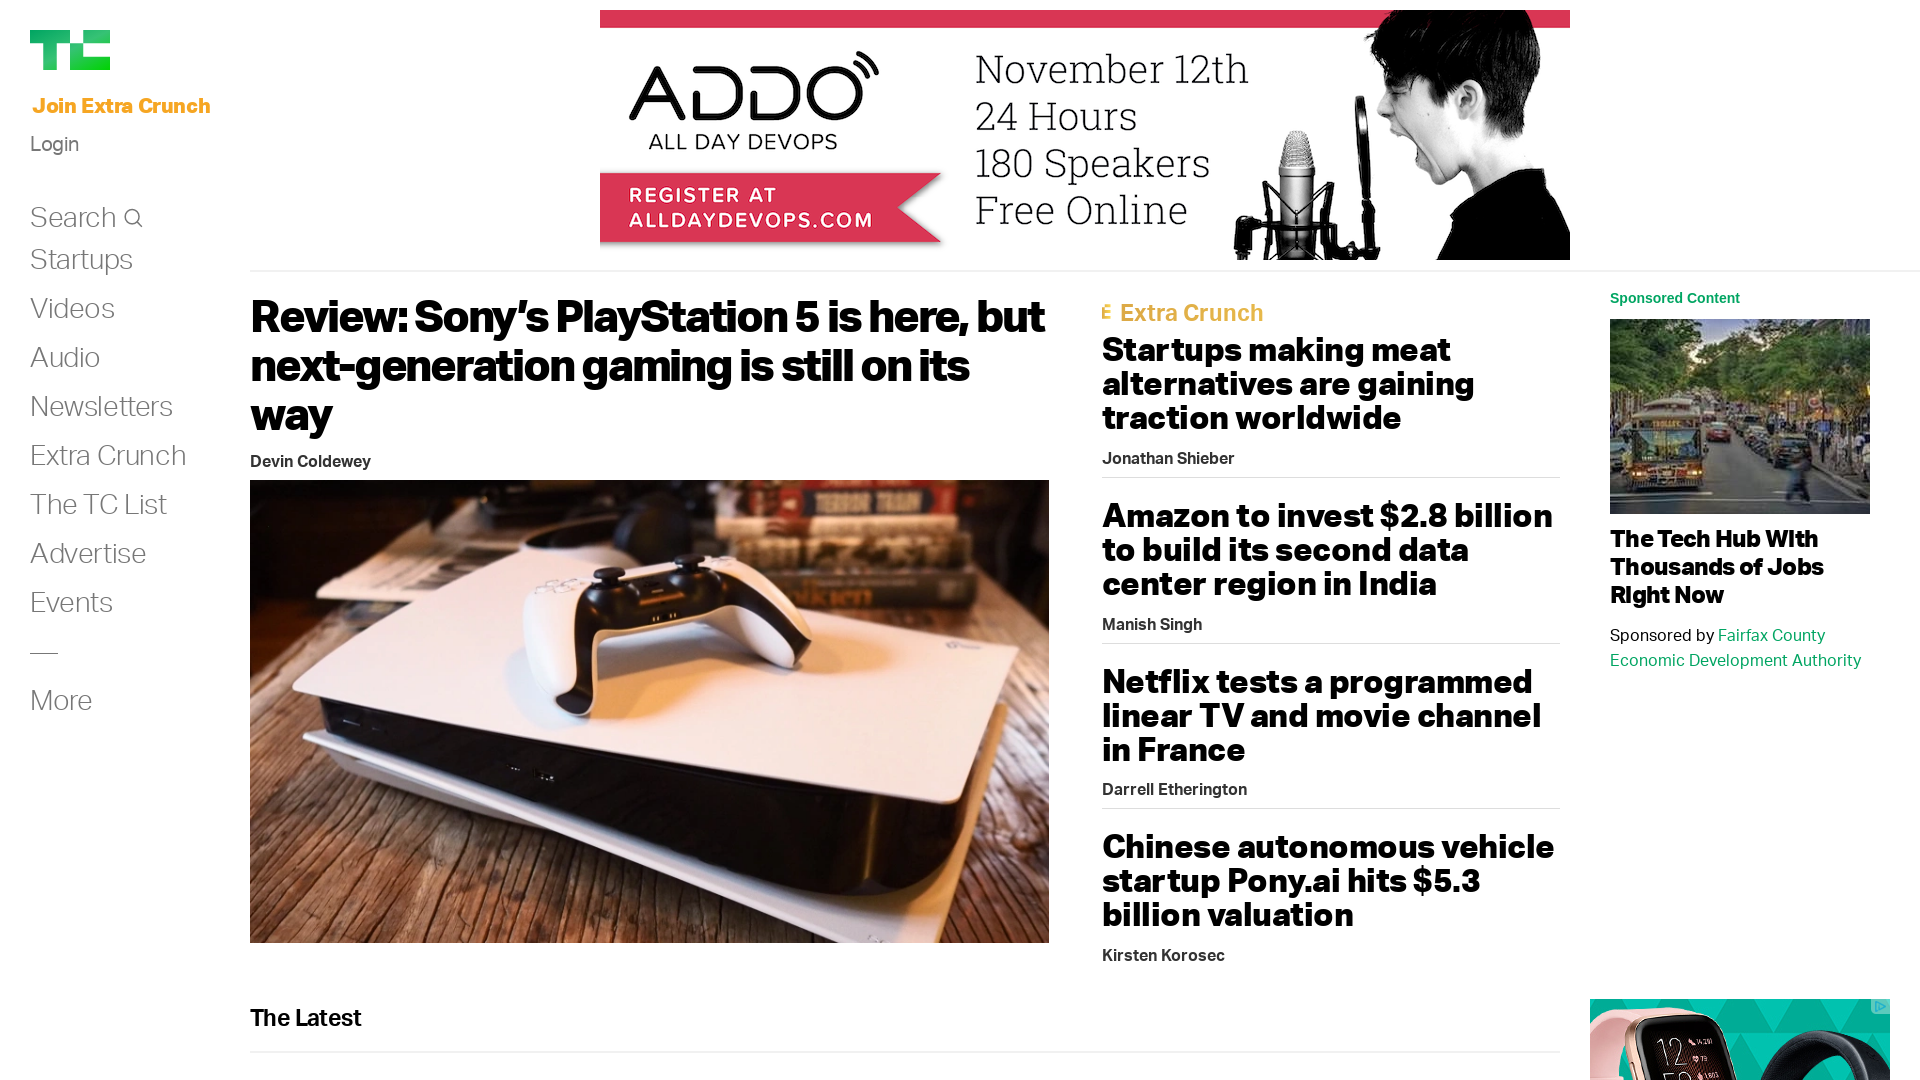 TC
Join Extra Crunch
Login
Search
Startups
Videos
Audio
Newsletters
Extra Crunch
The TC List
Advertise
Events
More
ADDO
ALL DAY DEVOPS
REGISTER AT
ALLDAYDEVOPS.COM
November 12th
24 Hours
180 Speakers
Free Online
Review: Sony’s PlayStation 5 is here, but
next-generation gaming is still on its
way
Devin Coldewey
TERROR TRAIN
Extra Crunch
Startups making meat
alternatives are gaining
traction worldwide
Jonathan Shieber
Amazon to invest $2.8 billion
to build its second data
center region in India
Manish Singh
Netflix tests a programmed
linear TV and movie channel
in France
Darrell Etherington
Chinese autonomous vehicle
startup Pony.ai hits $5.3
billion valuation
Kirsten Korosec
Sponsored Content
TROLLEY
The Tech Hub WIth
Thousands of Jobs
RIght Now
Sponsored by Fairfax County
Economic Development Authority
The Latest
12